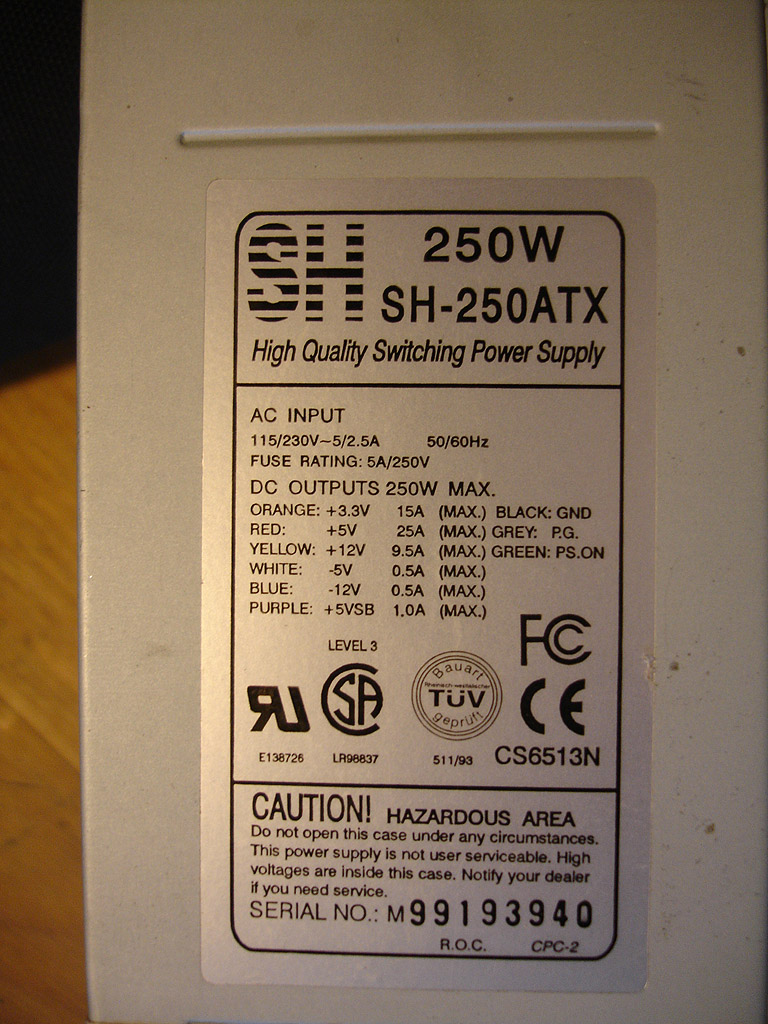 SH 250W
SH-250ATX
High Quality Switching Power Supply
AC INPUT
115/230V~5/2.5A 50/60Hz
FUSE RATING: 5A/250V
DC OUTPUTS 250W MAX.
ORANGE: +3.3V 15A (MAX.) BLACK: GND
RED: +5V 25A (MAX.) GREY: P.G.
YELLOW: +12V 9.5A (MAX.) GREEN: PS.ON
WHITE: -5V 0.5A (MAX.)
BLUE: -12V 0.5A (MAX.)
PURPLE: +5VSB 1.0A (MAX.)
FC
LEVEL 3
RU SA
Bauart
Rheinisch-westfälischer
TÜV
geprüft
CE
E138726 LR98837 511/93 CS6513N
CAUTION! HAZARDOUS AREA
Do not open this case under any circumstances.
This power supply is not user serviceable. High
voltages are inside this case. Notify your dealer
if you need service.
SERIAL NO.: M99193940
R.O.C. CPC-2